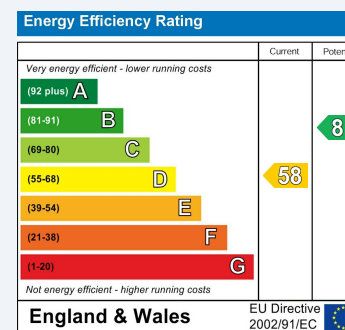 Energy Efficiency Rating
Current
Very energy efficient - lower running costs
(92 plus) A
(81-91) B
(69-80) C
(55-68) D
58
(39-54) E
(21-38) F
(1-20) G
Not energy efficient - higher running costs
England & Wales
EU Directive
2002/91/EC